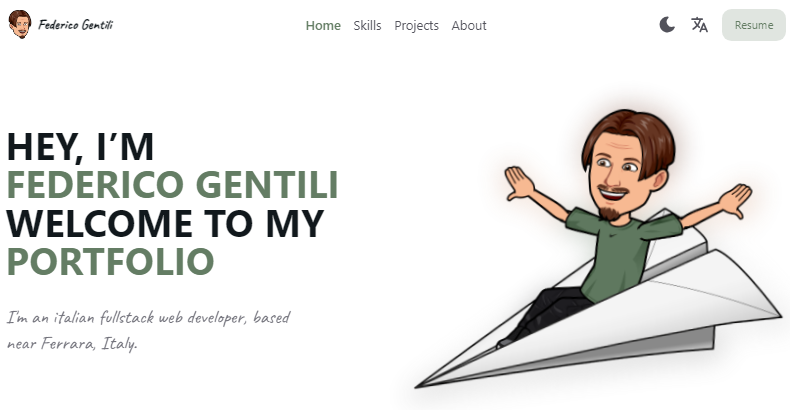 Federico Gentili
Home Skills Projects About
Resume
HEY, I’M
FEDERICO GENTILI
WELCOME TO MY
PORTFOLIO
I'm an italian fullstack web developer, based
near Ferrara, Italy.